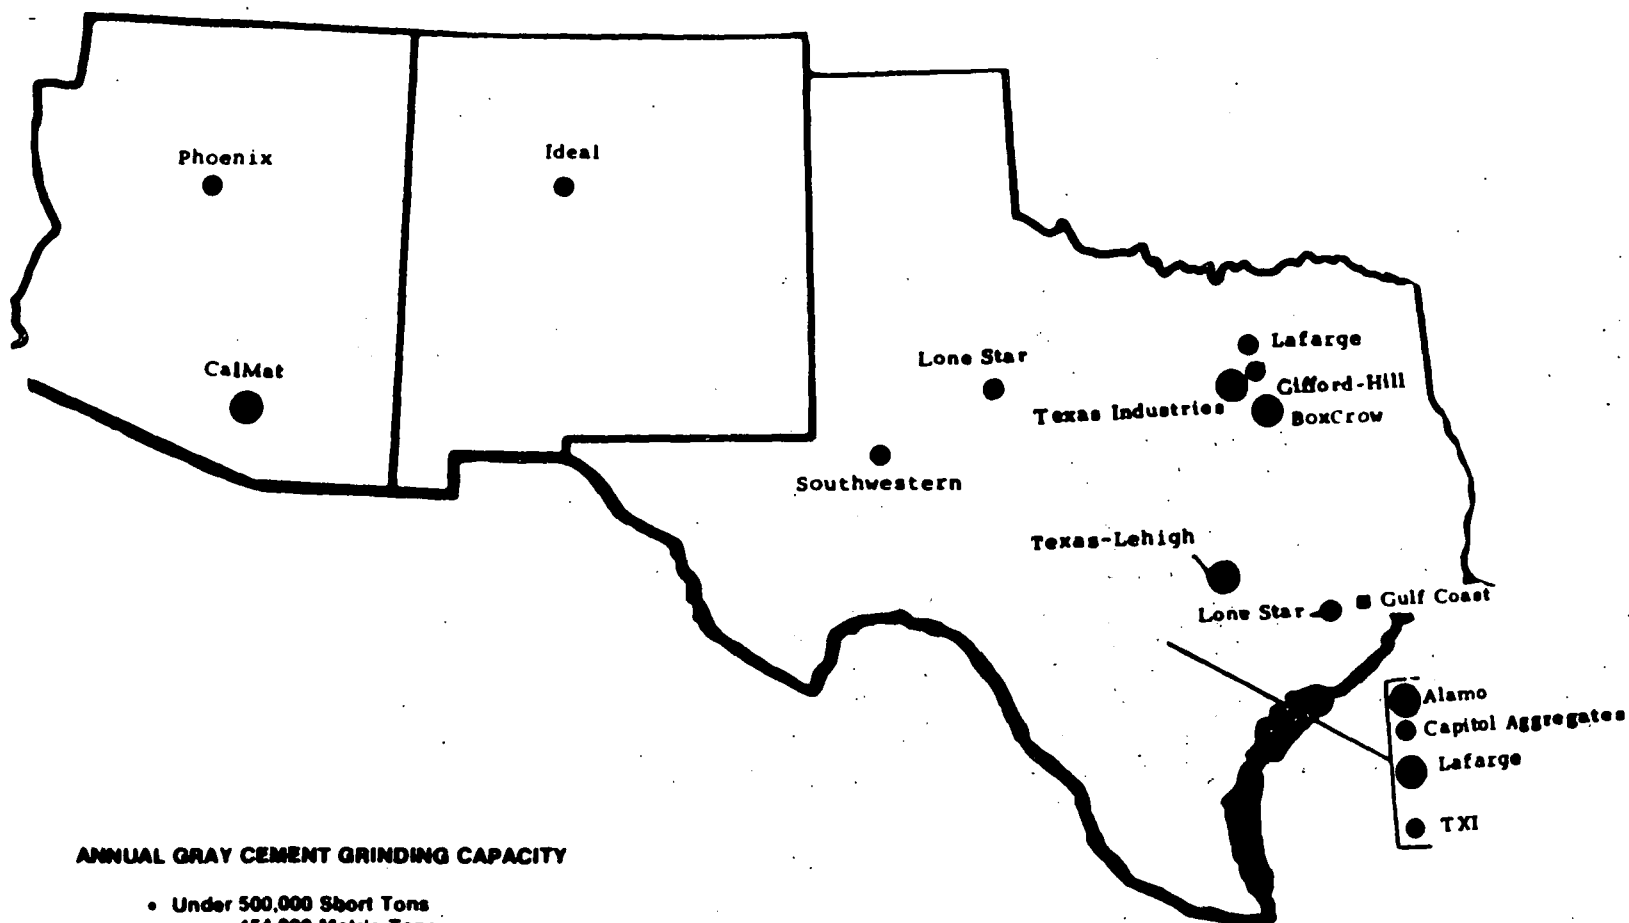 Phoenix
Ideal
CalMat
Lone Star
Lafarge
Gifford-Hill
Texas Industries
BoxCrow
Southwestern
Texas-Lehigh
Lone Star
Gulf Coast
Alamo
Capitol Aggregates
Lafarge
TXI
ANNUAL GRAY CEMENT GRINDING CAPACITY
• Under 500,000 Short Tons